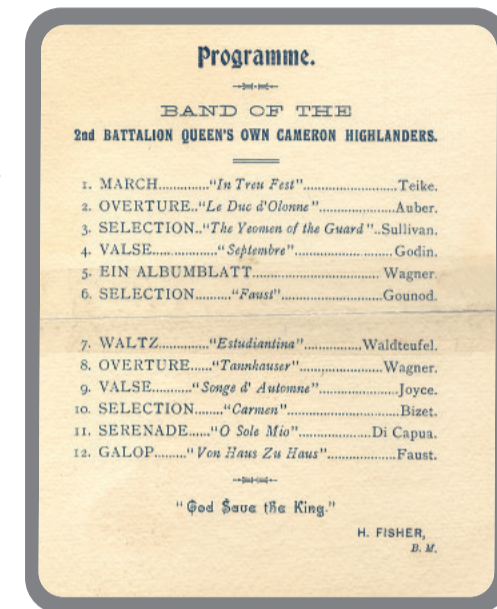 Programme.
BAND OF THE
2nd BATTALION QUEEN'S OWN CAMERON HIGHLANDERS.
1. MARCH............"In Treu Fest"............................Teike.
2. OVERTURE.."Le Duc d'Olonne".......................Auber.
3. SELECTION.."The Yeomen of the Guard"..Sullivan.
4. VALSE....................."Septembre"......................Godin.
5. EIN ALBUMBLATT......................................Wagner.
6. SELECTION..........."Faust"..............................Gounod.
7. WALTZ..............."Estudiantina".................Waldteufel.
8. OVERTURE......"Tannhauser"........................Wagner.
9. VALSE............"Songe d' Automne"........................Joyce.
10. SELECTION........"Carmen"..................................Bizet.
11. SERENADE....."O Sole Mio"......................Di Capua.
12. GALOP........."Von Haus Zu Haus".....................Faust.
"God Save the King."
H. FISHER,
B. M.